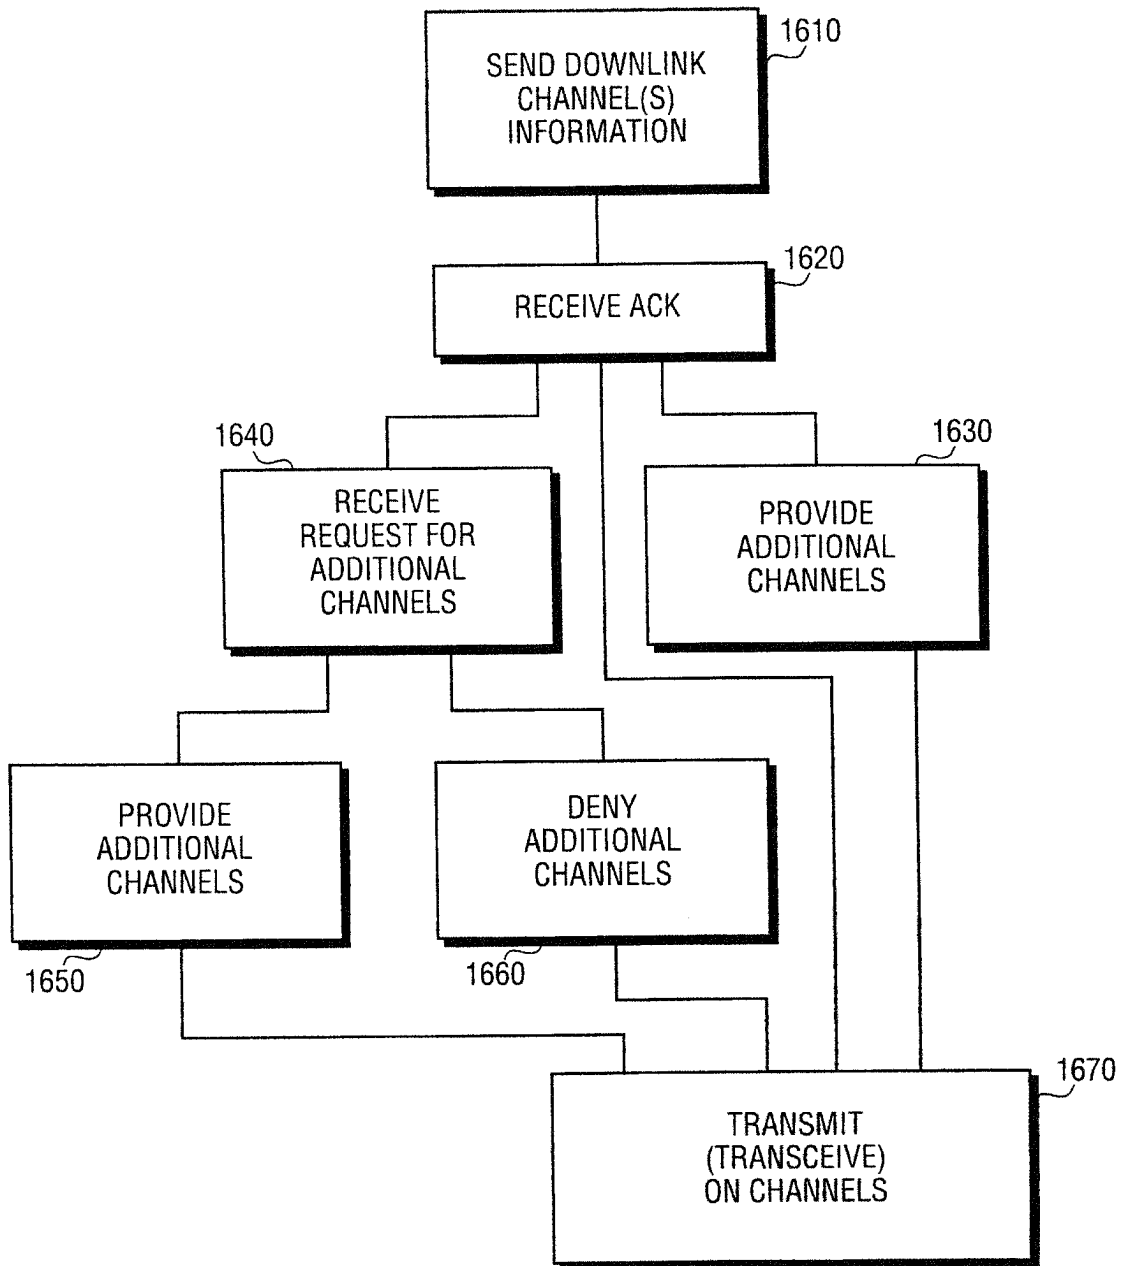 1610
SEND DOWNLINK
CHANNEL(S)
INFORMATION
1620
RECEIVE ACK
1640
RECEIVE
REQUEST FOR
ADDITIONAL
CHANNELS
1630
PROVIDE
ADDITIONAL
CHANNELS
PROVIDE
ADDITIONAL
CHANNELS
1650
DENY
ADDITIONAL
CHANNELS
1660
1670
TRANSMIT
(TRANSCEIVE)
ON CHANNELS